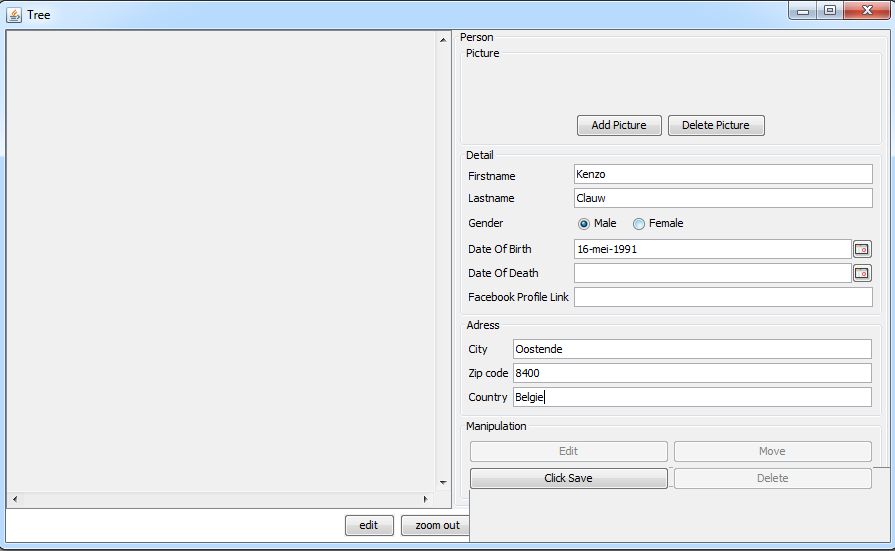 Tree
Person
Picture
Add Picture Delete Picture
Detail
Firstname Kenzo
Lastname Clauw
Gender Male Female
Date Of Birth 16-mei-1991
Date Of Death
Facebook Profile Link
Adress
City Oostende
Zip code 8400
Country Belgie
Manipulation
Edit Move
Click Save Delete
edit zoom out